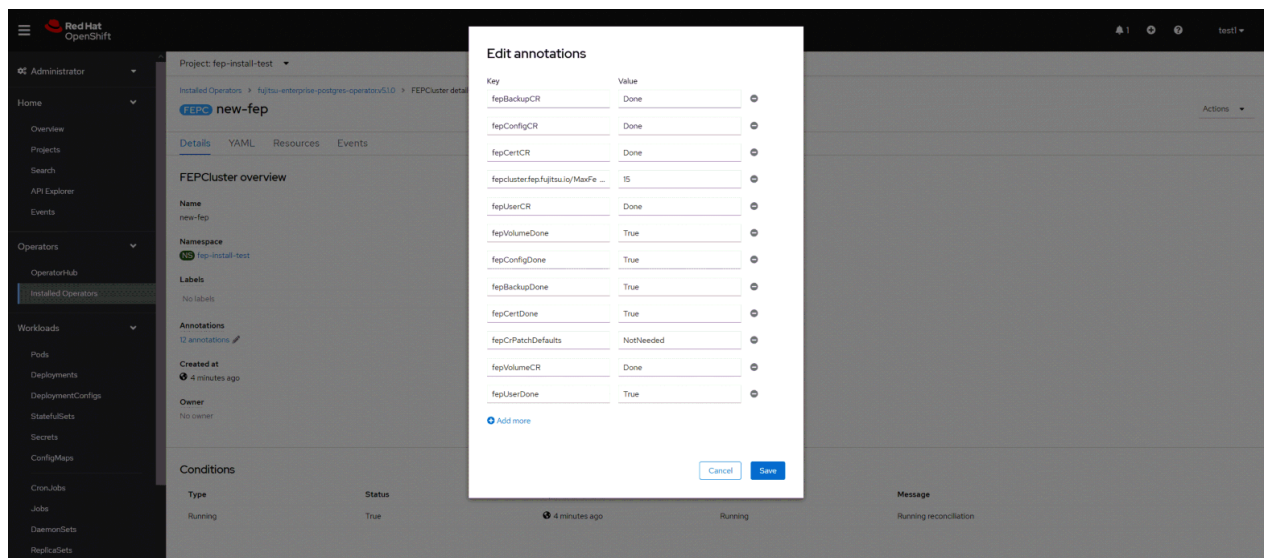 Red Hat
OpenShift
1
test1
Administrator
Home
Overview
Projects
Search
API Explorer
Events
Operators
OperatorHub
Installed Operators
Workloads
Pods
Deployments
DeploymentConfigs
StatefulSets
Secrets
ConfigMaps
CronJobs
Jobs
DaemonSets
ReplicaSets
Project: fep-install-test
Installed Operators > fujitsu-enterprise-postgres-operator.v5.1.0 > FEPCluster detail
FEPC new-fep
Actions
Details YAML Resources Events
FEPCluster overview
Name
new-fep
Namespace
NS fep-install-test
Labels
No labels
Annotations
12 annotations
Created at
4 minutes ago
Owner
No owner
Conditions
Type Status Message
Running True 4 minutes ago Running Running reconciliation
Edit annotations
Key Value
fepBackupCR Done
fepConfigCR Done
fepCertCR Done
fepcluster.fep.fujitsu.io/MaxFe ... 15
fepUserCR Done
fepVolumeDone True
fepConfigDone True
fepBackupDone True
fepCertDone True
fepCrPatchDefaults NotNeeded
fepVolumeCR Done
fepUserDone True
Add more
Cancel Save